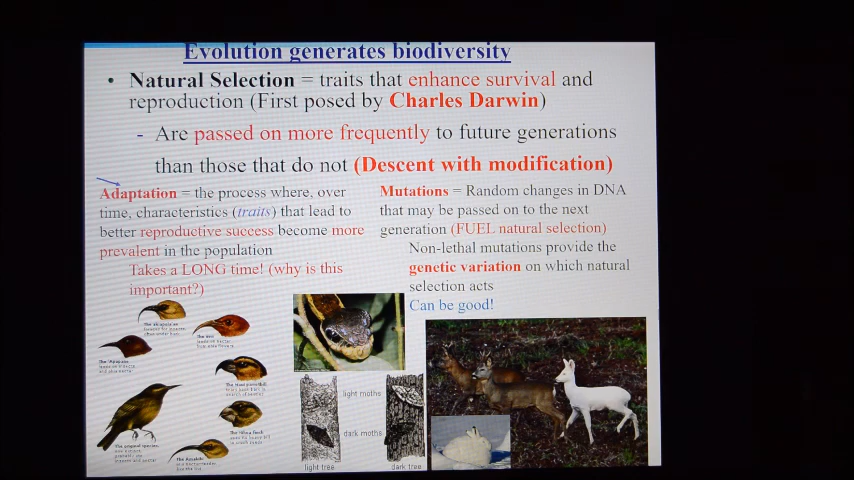 Evolution generates biodiversity
• Natural Selection = traits that enhance survival and
reproduction (First posed by Charles Darwin)
- Are passed on more frequently to future generations
than those that do not (Descent with modification)
Adaptation = the process where, over
time, characteristics (traits) that lead to
better reproductive success become more
prevalent in the population
Takes a LONG time! (why is this
important?)
Mutations = Random changes in DNA
that may be passed on to the next
generation (FUEL natural selection)
Non-lethal mutations provide the
genetic variation on which natural
selection acts
Can be good!
light moths
dark moths
light tree
dark tree
The original species